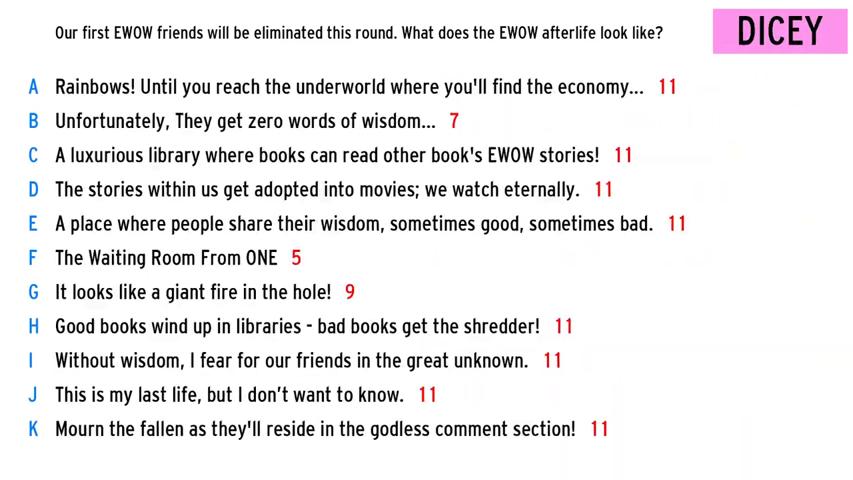 Our first EWOW friends will be eliminated this round. What does the EWOW afterlife look like?
DICEY
A Rainbows! Until you reach the underworld where you'll find the economy... 11
B Unfortunately, They get zero words of wisdom... 7
C A luxurious library where books can read other book's EWOW stories! 11
D The stories within us get adopted into movies; we watch eternally. 11
E A place where people share their wisdom, sometimes good, sometimes bad. 11
F The Waiting Room From ONE 5
G It looks like a giant fire in the hole! 9
H Good books wind up in libraries - bad books get the shredder! 11
I Without wisdom, I fear for our friends in the great unknown. 11
J This is my last life, but I don’t want to know. 11
K Mourn the fallen as they'll reside in the godless comment section! 11